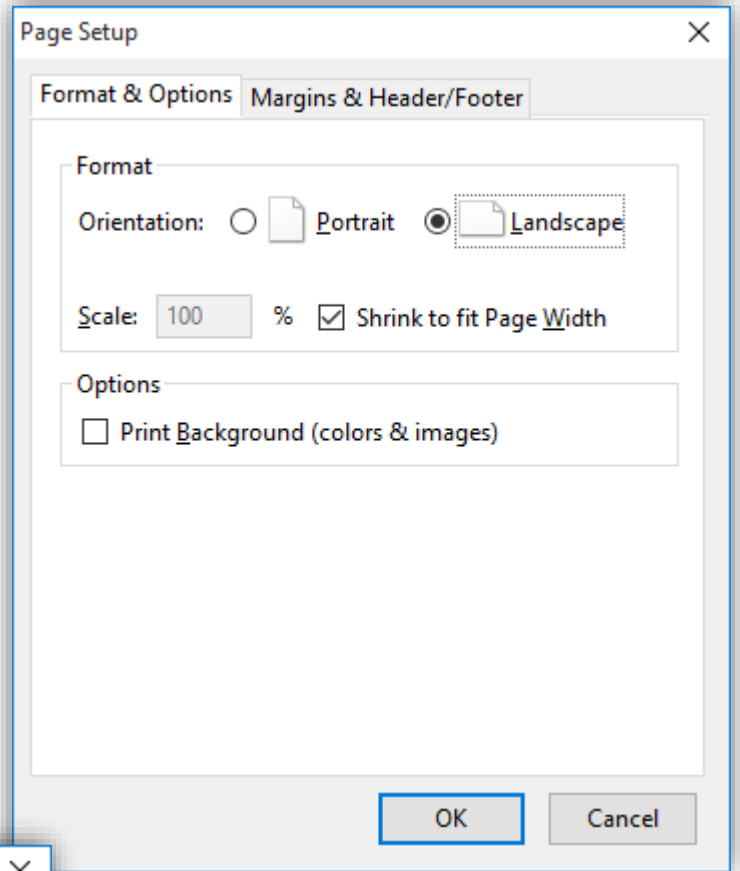 Page Setup
Format & Options Margins & Header/Footer
Format
Orientation: Portrait Landscape
Scale: 100 % Shrink to fit Page Width
Options
Print Background (colors & images)
OK Cancel